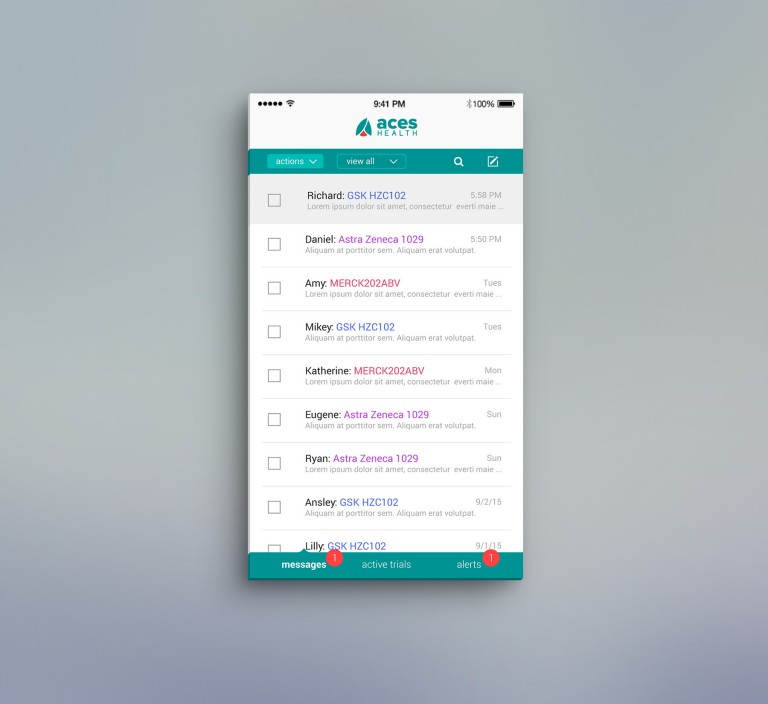 9:41 PM
100%
aces
HEALTH
actions
view all
Richard: GSK HZC102
5:58 PM
Lorem ipsum dolor sit amet, consectetur everti maie ...
Daniel: Astra Zeneca 1029
5:50 PM
Aliquam at porttitor sem. Aliquam erat volutpat.
Amy: MERCK202ABV
Tues
Lorem ipsum dolor sit amet, consectetur everti maie ...
Mikey: GSK HZC102
Tues
Aliquam at porttitor sem. Aliquam erat volutpat.
Katherine: MERCK202ABV
Mon
Lorem ipsum dolor sit amet, consectetur everti maie ...
Eugene: Astra Zeneca 1029
Sun
Aliquam at porttitor sem. Aliquam erat volutpat.
Ryan: Astra Zeneca 1029
Sun
Lorem ipsum dolor sit amet, consectetur everti maie ...
Ansley: GSK HZC102
9/2/15
Aliquam at porttitor sem. Aliquam erat volutpat.
Lilly: GSK HZC102
9/1/15
messages
1
active trials
alerts
1